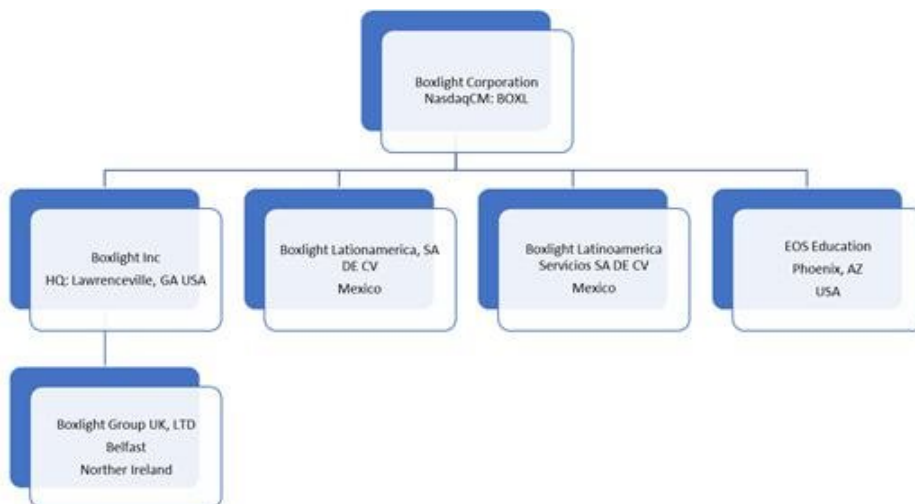 Boxlight Corporation
NasdaqCM: BOXL
Boxlight Inc
HQ: Lawrenceville, GA USA
Boxlight Lationamerica, SA
DE CV
Mexico
Boxlight Latinoamerica
Servicios SA DE CV
Mexico
EOS Education
Phoenix, AZ
USA
Boxlight Group UK, LTD
Belfast
Norther Ireland